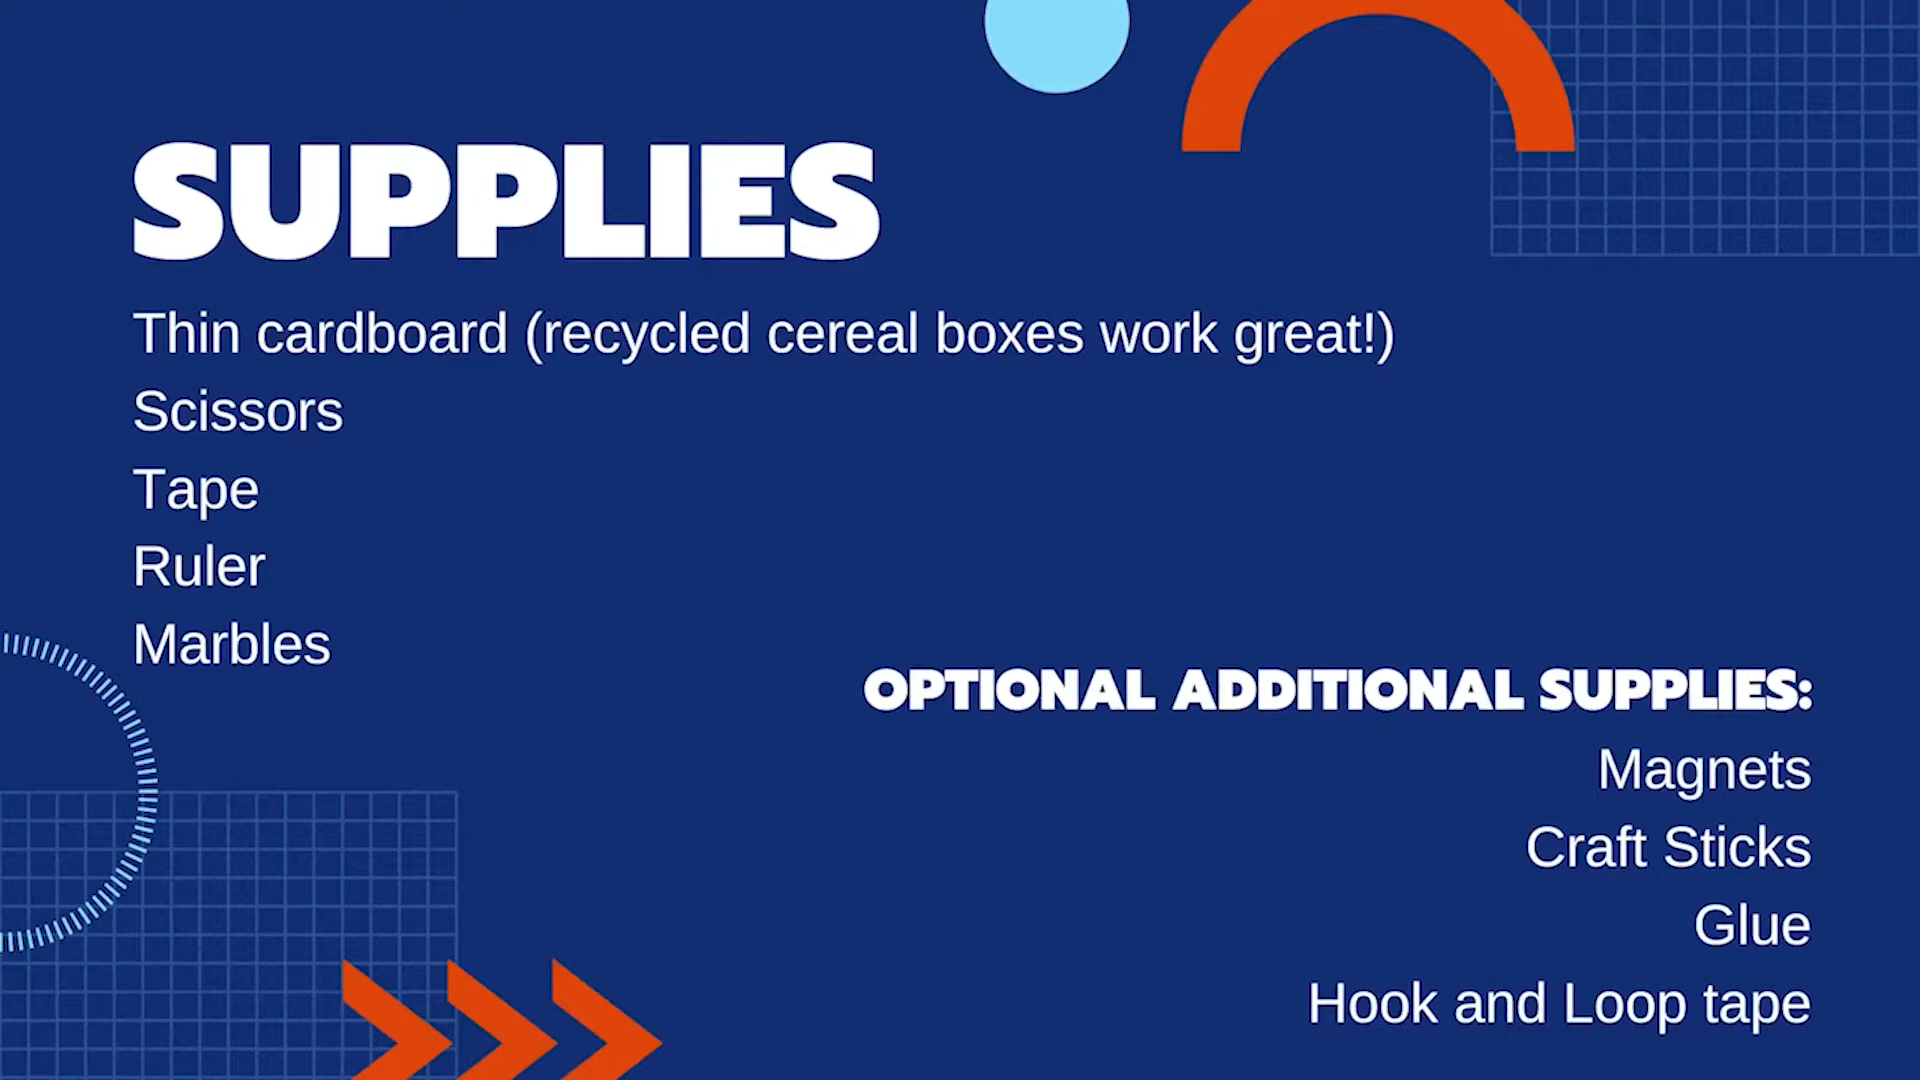 SUPPLIES
Thin cardboard (recycled cereal boxes work great!)
Scissors
Tape
Ruler
Marbles
OPTIONAL ADDITIONAL SUPPLIES:
Magnets
Craft Sticks
Glue
Hook and Loop tape